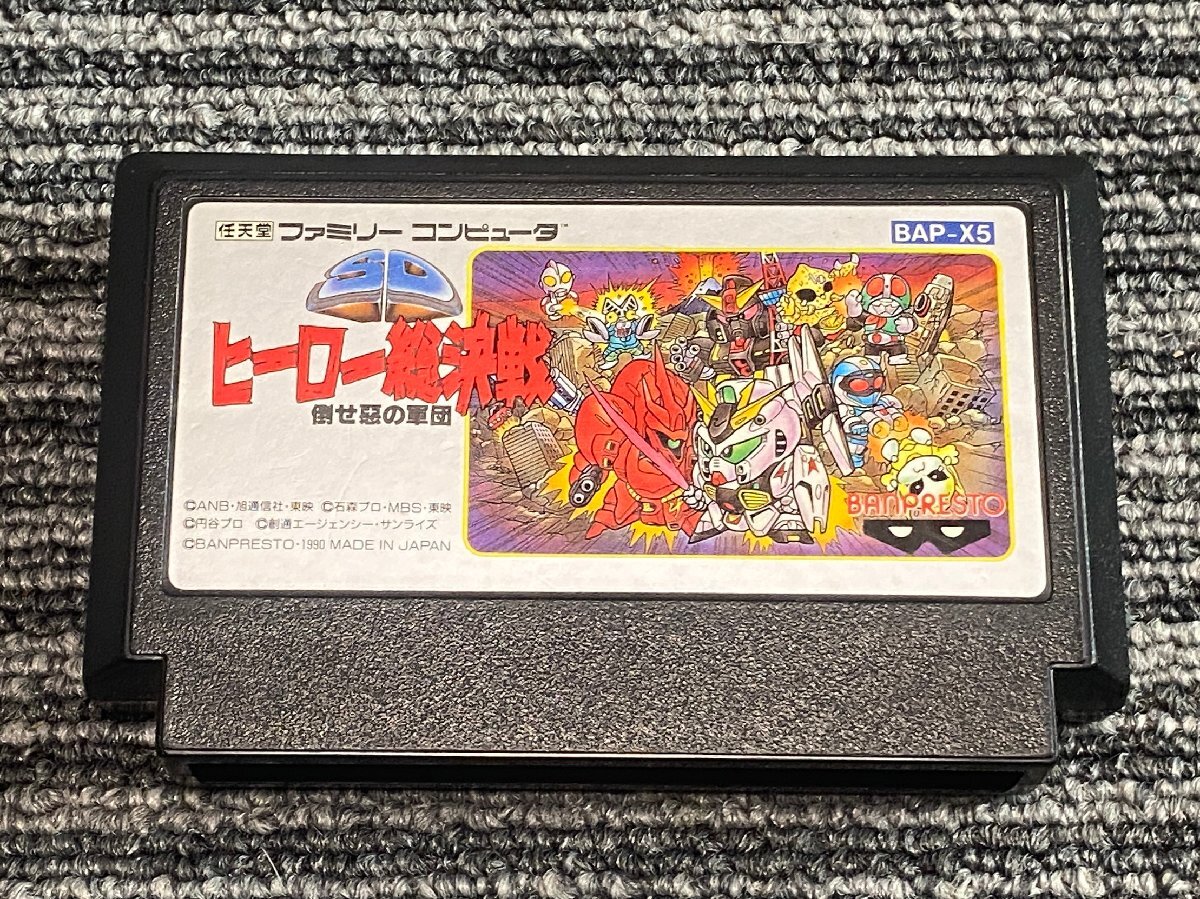 任天堂 ファミリー コンピュータ™
BAP-X5
SD
ヒーロー総決戦
倒せ悪の軍団
©ANB・旭通信社・東映 ©石森プロ・MBS・東映
©円谷プロ ©創通エージェンシー・サンライズ
©BANPRESTO・1990 MADE IN JAPAN
BANPRESTO